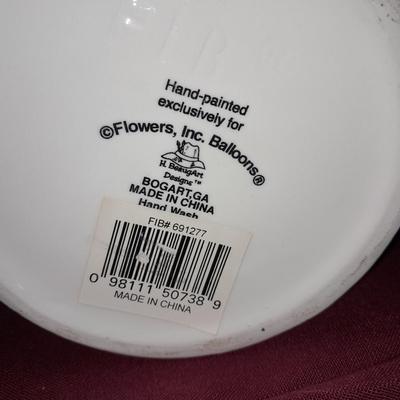 Hand-painted
exclusively for
©Flowers, Inc. Balloons®
H. BeaugArt
Designs™
BOGART, GA
MADE IN CHINA
Hand Wash
FIB# 691277
0 98111 50738 9
MADE IN CHINA